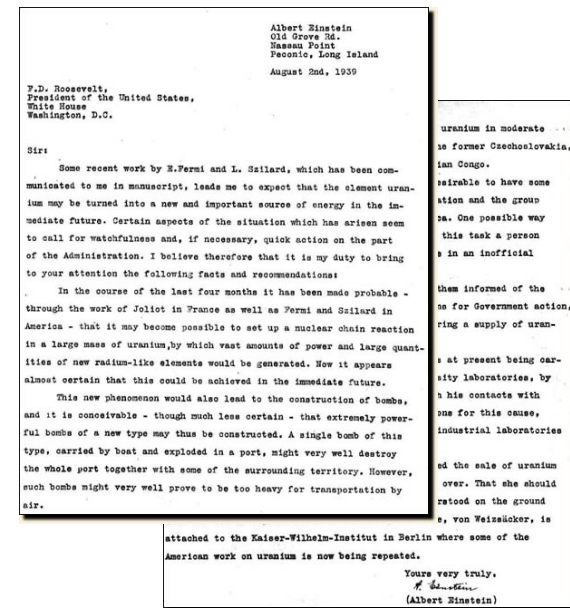 Albert Einstein
Old Grove Rd.
Nassau Point
Peconic, Long Island
August 2nd, 1939
F.D. Roosevelt,
President of the United States,
White House
Washington, D.C.
Sir:
Some recent work by E.Fermi and L. Szilard, which has been com-
municated to me in manuscript, leads me to expect that the element uran-
ium may be turned into a new and important source of energy in the im-
mediate future. Certain aspects of the situation which has arisen seem
to call for watchfulness and, if necessary, quick action on the part
of the Administration. I believe therefore that it is my duty to bring
to your attention the following facts and recommendations:
In the course of the last four months it has been made probable -
through the work of Joliot in France as well as Fermi and Szilard in
America - that it may become possible to set up a nuclear chain reaction
in a large mass of uranium,by which vast amounts of power and large quant-
ities of new radium-like elements would be generated. Now it appears
almost certain that this could be achieved in the immediate future.
This new phenomenon would also lead to the construction of bombs,
and it is conceivable - though much less certain - that extremely power-
ful bombs of a new type may thus be constructed. A single bomb of this
type, carried by boat and exploded in a port, might very well destroy
the whole port together with some of the surrounding territory. However,
such bombs might very well prove to be too heavy for transportation by
air.
uranium in moderate
former Czechoslovakia,
Congo.
to have some
and the group
One possible way
this task a person
in an inofficial
them informed of the
for Government action,
a supply of uran-
at present being car-
laboratories, by
his contacts with
for this cause,
industrial laboratories
the sale of uranium
over. That she should
on the ground
von Weizsäcker, is
attached to the Kaiser-Wilhelm-Institut in Berlin where some of the
American work on uranium is now being repeated.
Yours very truly,
A. Einstein
(Albert Einstein)